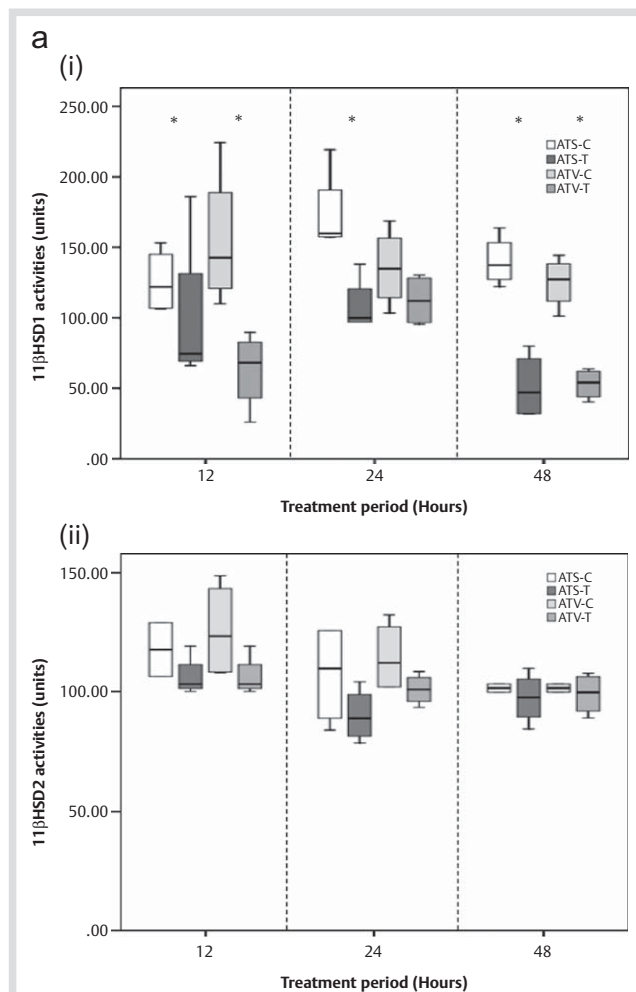 a
(i)
250.00
200.00
150.00
100.00
50.00
.00
11βHSD1 activities (units)
* * * * *
ATS-C
ATS-T
ATV-C
ATV-T
12 24 48
Treatment period (Hours)
(ii)
150.00
100.00
50.00
.00
11βHSD2 activities (units)
ATS-C
ATS-T
ATV-C
ATV-T
12 24 48
Treatment period (Hours)